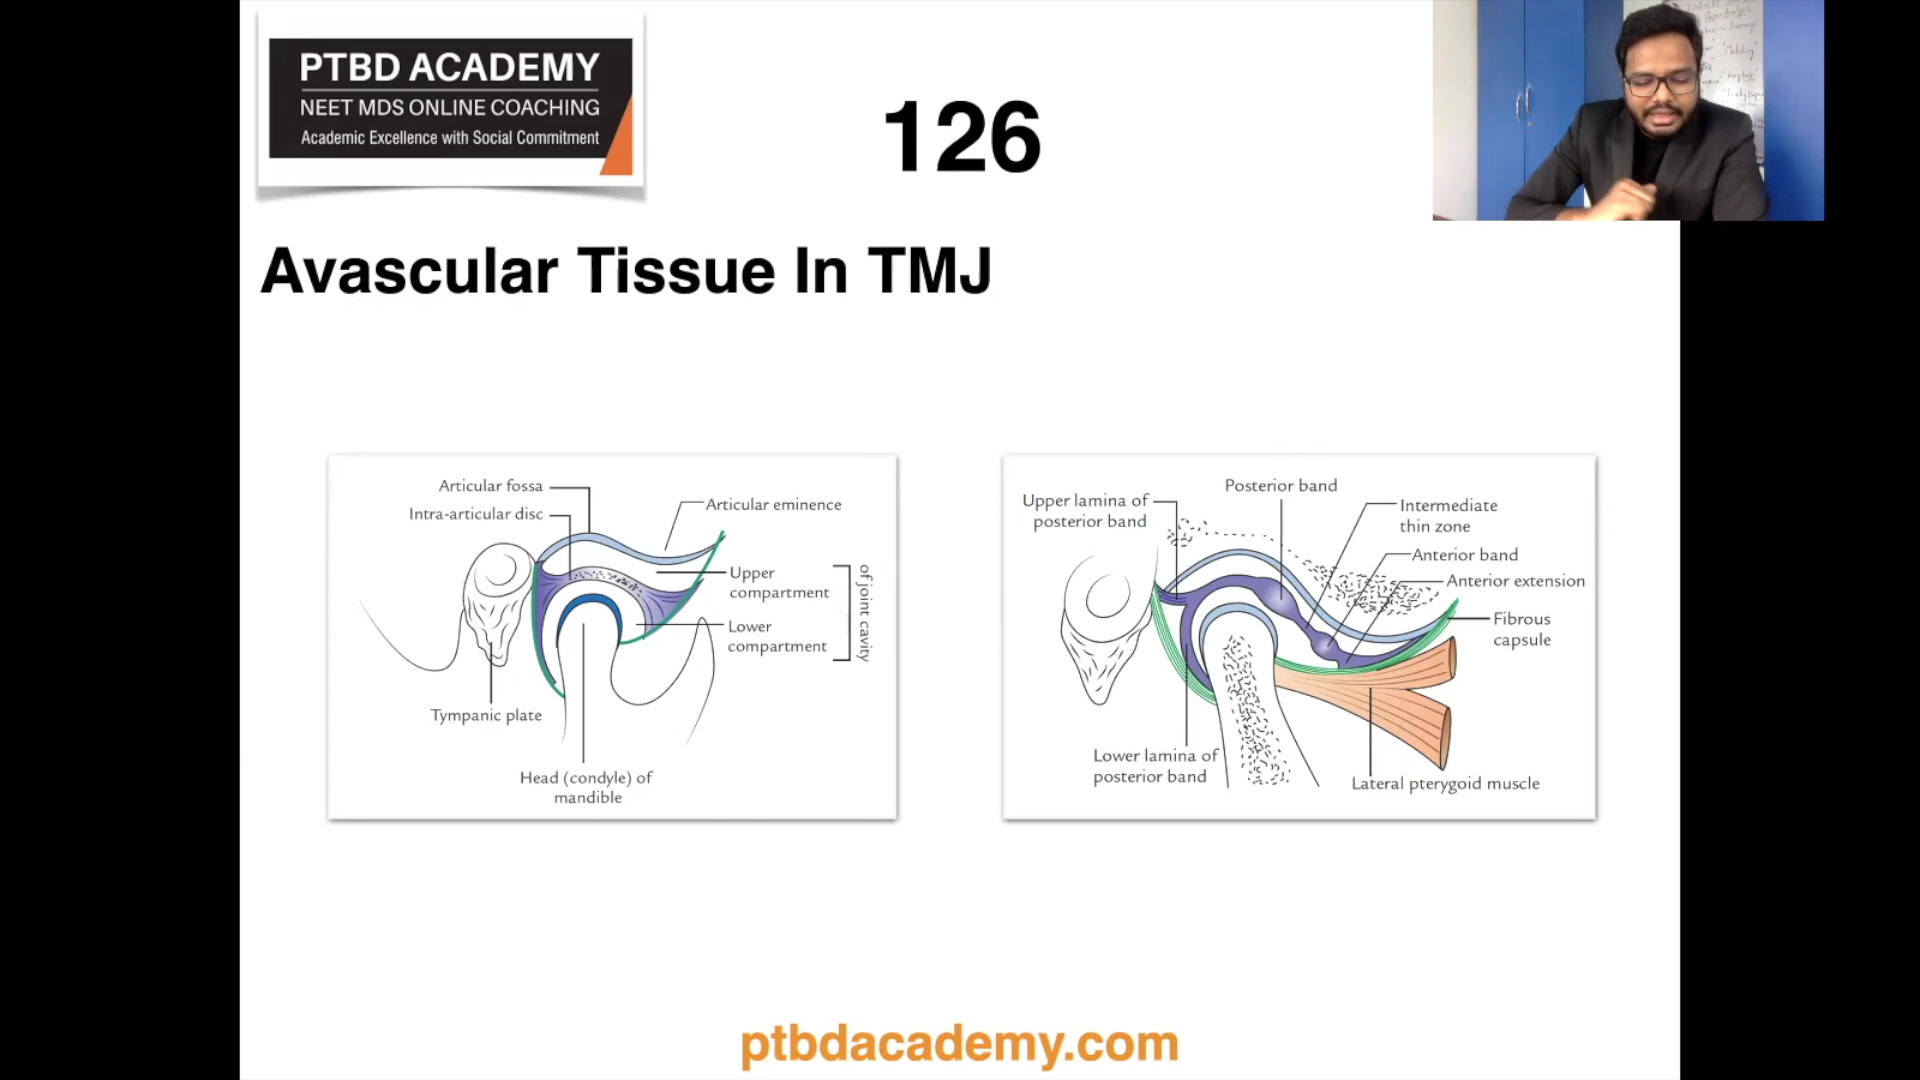 PTBD ACADEMY
NEET MDS ONLINE COACHING
Academic Excellence with Social Commitment
126
Avascular Tissue In TMJ
Articular fossa
Intra-articular disc
Articular eminence
Upper
compartment
Lower
compartment
of joint cavity
Tympanic plate
Head (condyle) of
mandible
Upper lamina of
posterior band
Posterior band
Intermediate
thin zone
Anterior band
Anterior extension
Fibrous
capsule
Lower lamina of
posterior band
Lateral pterygoid muscle
ptbdacademy.com